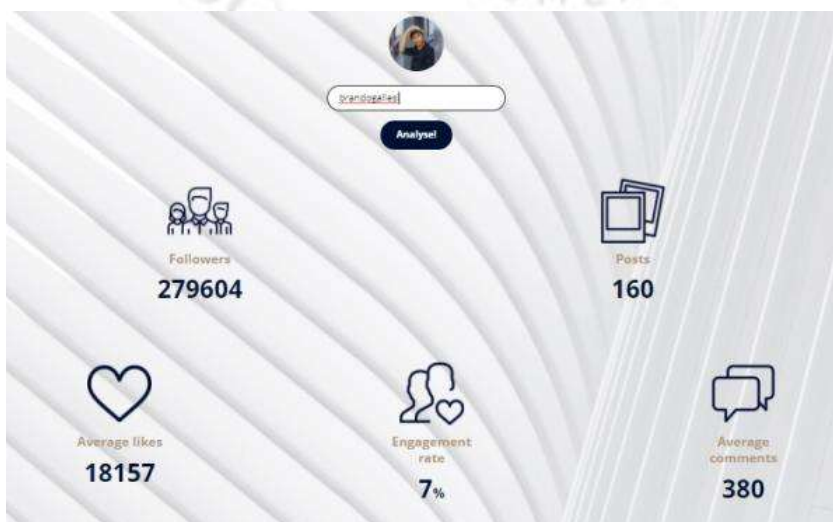 brandogalles
Analyse!
Followers
279604
Posts
160
Average likes
18157
Engagement
rate
7%
Average
comments
380